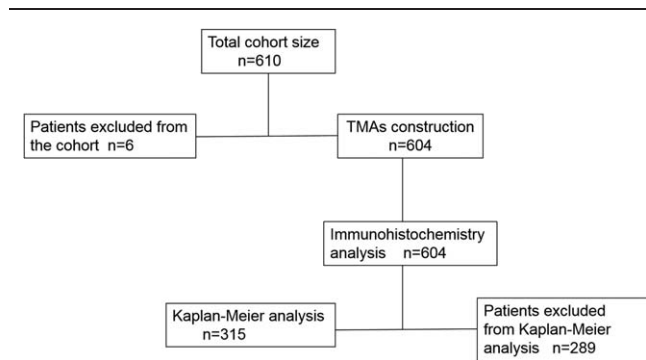 Total cohort size
n=610
Patients excluded from
the cohort n=6
TMAs construction
n=604
Immunohistochemistry
analysis n=604
Kaplan-Meier analysis
n=315
Patients excluded
from Kaplan-Meier
analysis n=289